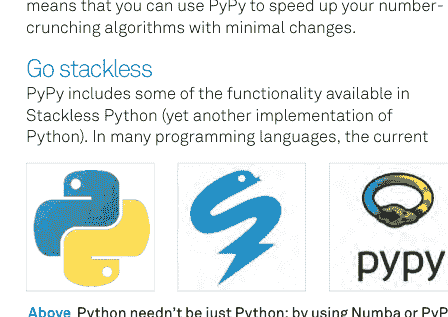 means that you can use PyPy to speed up your number-
crunching algorithms with minimal changes.
Go stackless
PyPy includes some of the functionality available in
Stackless Python (yet another implementation of
Python). In many programming languages, the current
pypy
Above Python needn't be just Python; by using Numba or PyP